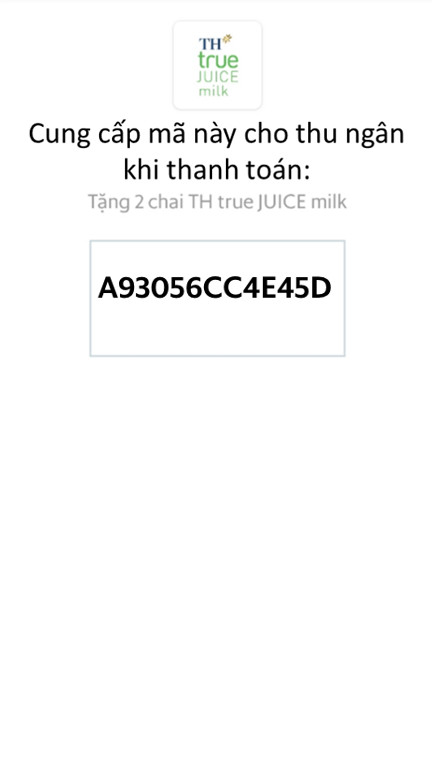 TH
true
JUICE
milk
Cung cấp mã này cho thu ngân
khi thanh toán:
Tặng 2 chai TH true JUICE milk
A93056CC4E45D